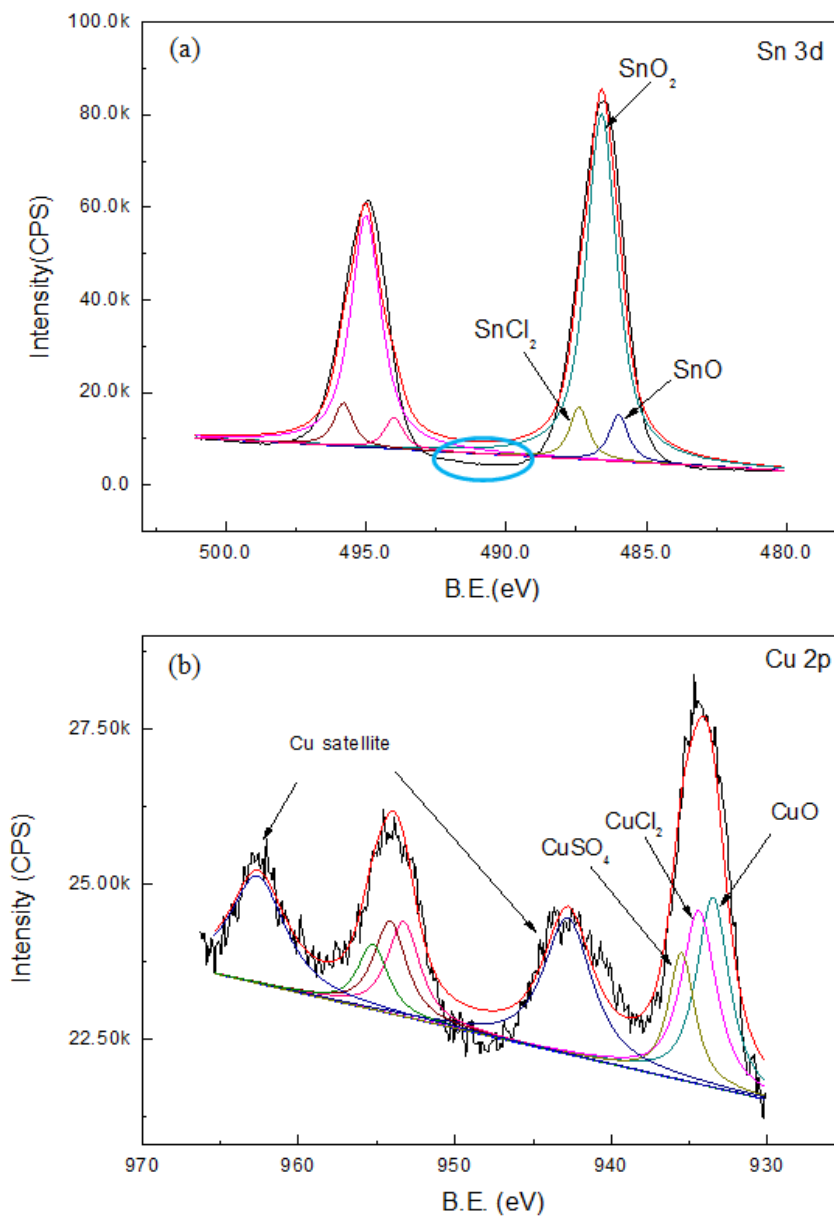 100.0k
(a)
Sn 3d
SnO2
80.0k
60.0k
Intensity(CPS)
40.0k
SnCl2
SnO
20.0k
0.0
500.0 495.0 490.0 485.0 480.0
B.E.(eV)
(b)
Cu 2p
27.50k
Cu satellite
CuCl2
CuO
CuSO4
25.00k
Intensity (CPS)
22.50k
970 960 950 940 930
B.E. (eV)